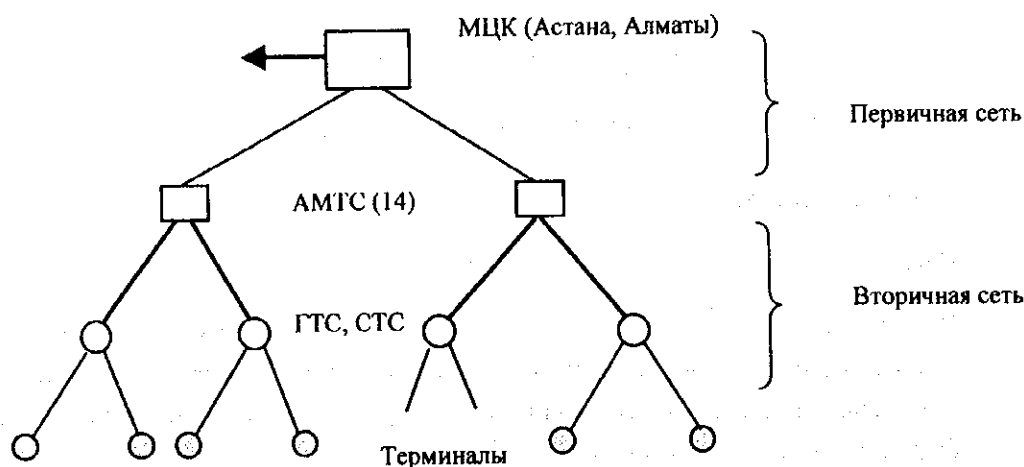 МЦК (Астана, Алматы)
Первичная сеть
АМТС (14)
Вторичная сеть
ГТС, СТС
Терминалы